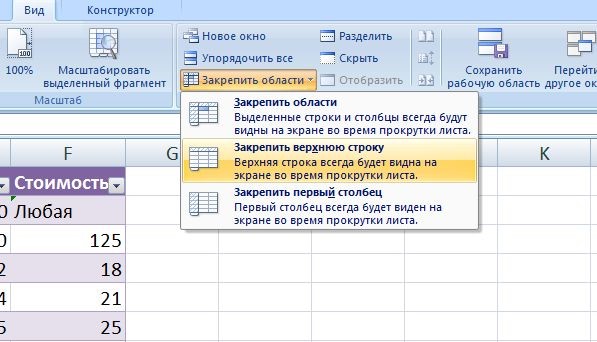 Вид Конструктор
Новое окно Разделить
Упорядочить все Скрыть
Закрепить области Отобразить
100% Масштабировать выделенный фрагмент
Масштаб
Сохранить рабочую область
Перейти
другое
100
Закрепить области
Выделенные строки и столбцы всегда будут
видны на экране во время прокрутки листа.
Закрепить верхнюю строку
Верхняя строка всегда будет видна на
экране во время прокрутки листа.
Закрепить первый столбец
Первый столбец всегда будет виден на
экране во время прокрутки листа.
F G K
Стоимость
0 Любая
0 125
2 18
4 21
5 25